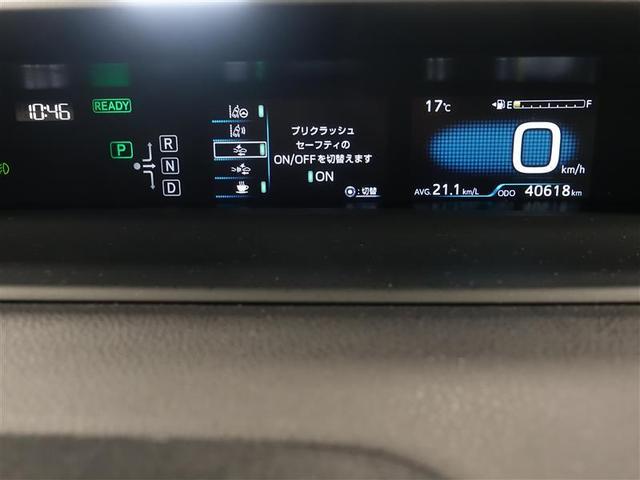 10:46
READY
P
R
N
D
プリクラッシュ
セーフティの
ON/OFFを切替えます
ON
:切替
17℃
E F
0 km/h
AVG. 21.1 km/L ODO 40618 km